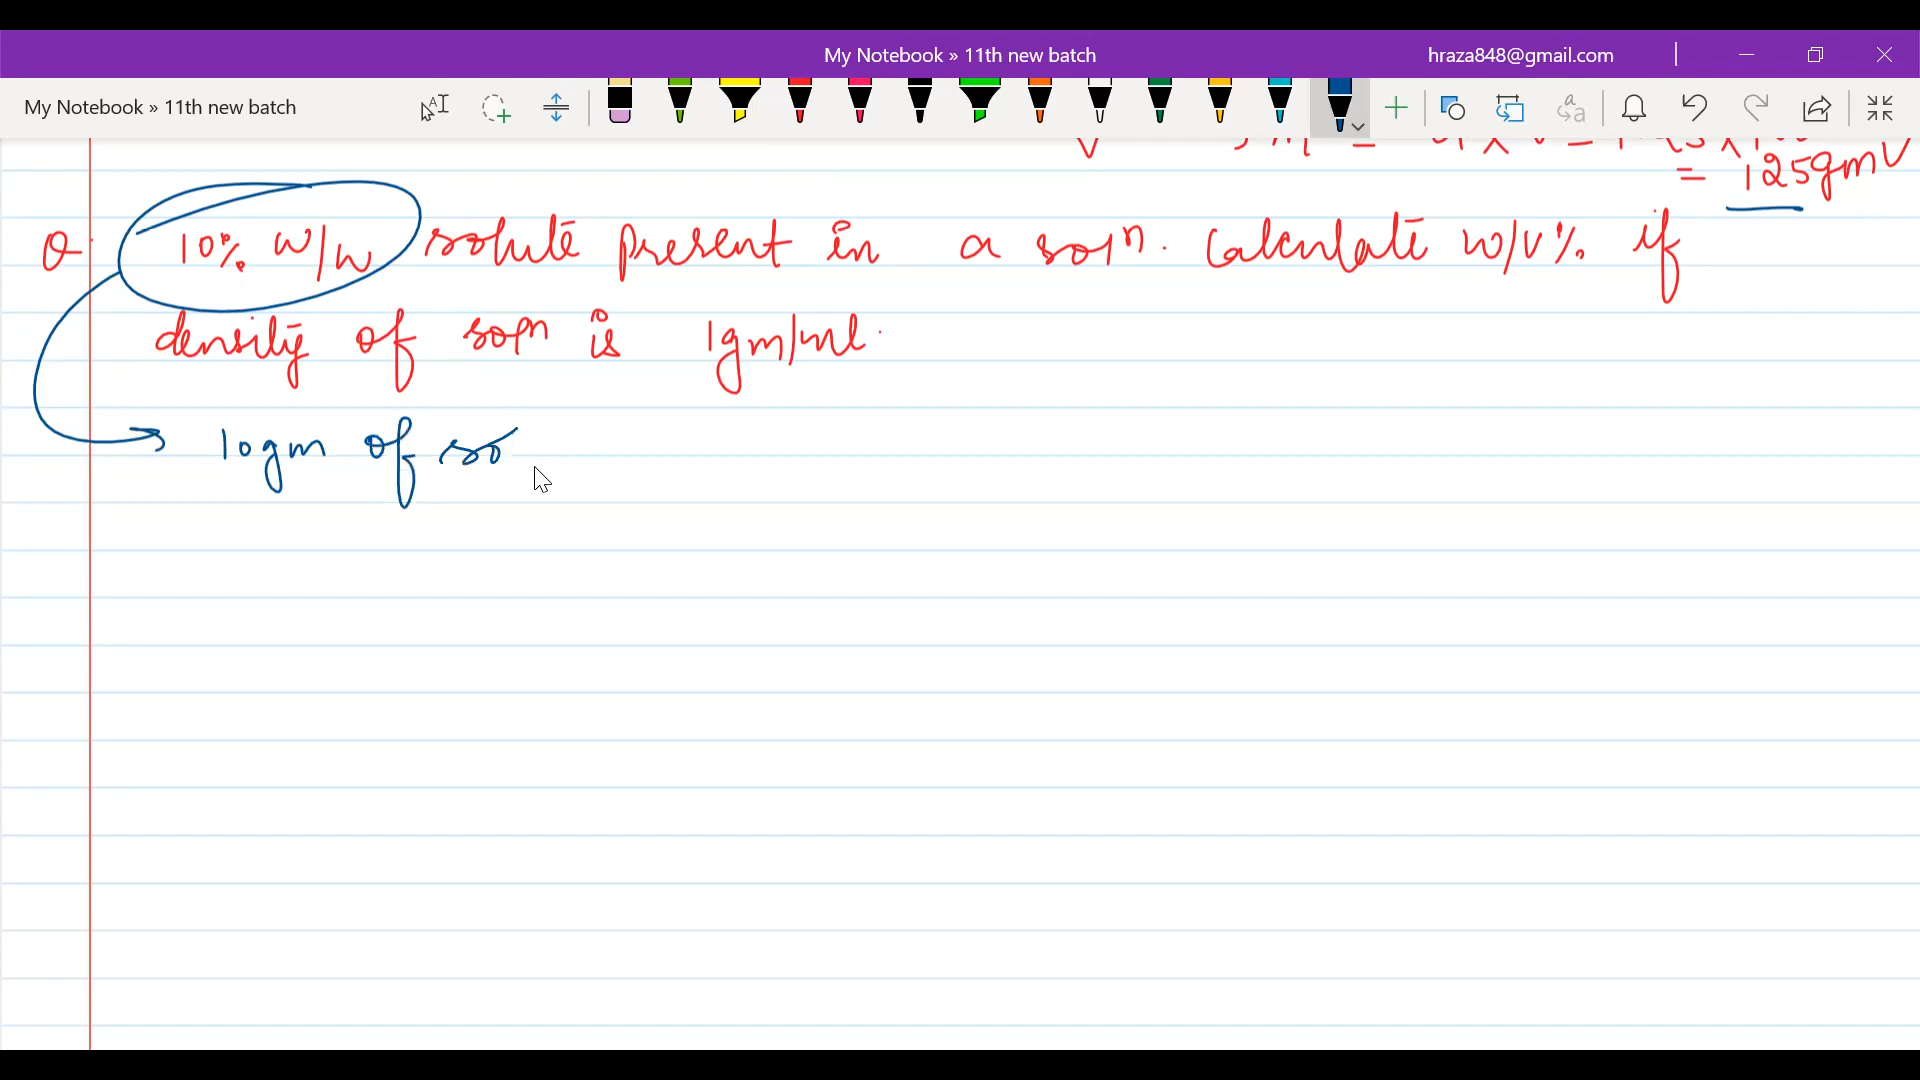 My Notebook » 11th new batch
hraza848@gmail.com
My Notebook » 11th new batch
= 125gm
Q. 10% w/w solute present in a soln. Calculate w/v% if
density of soln is 1gm/ml.
→ 10gm of so